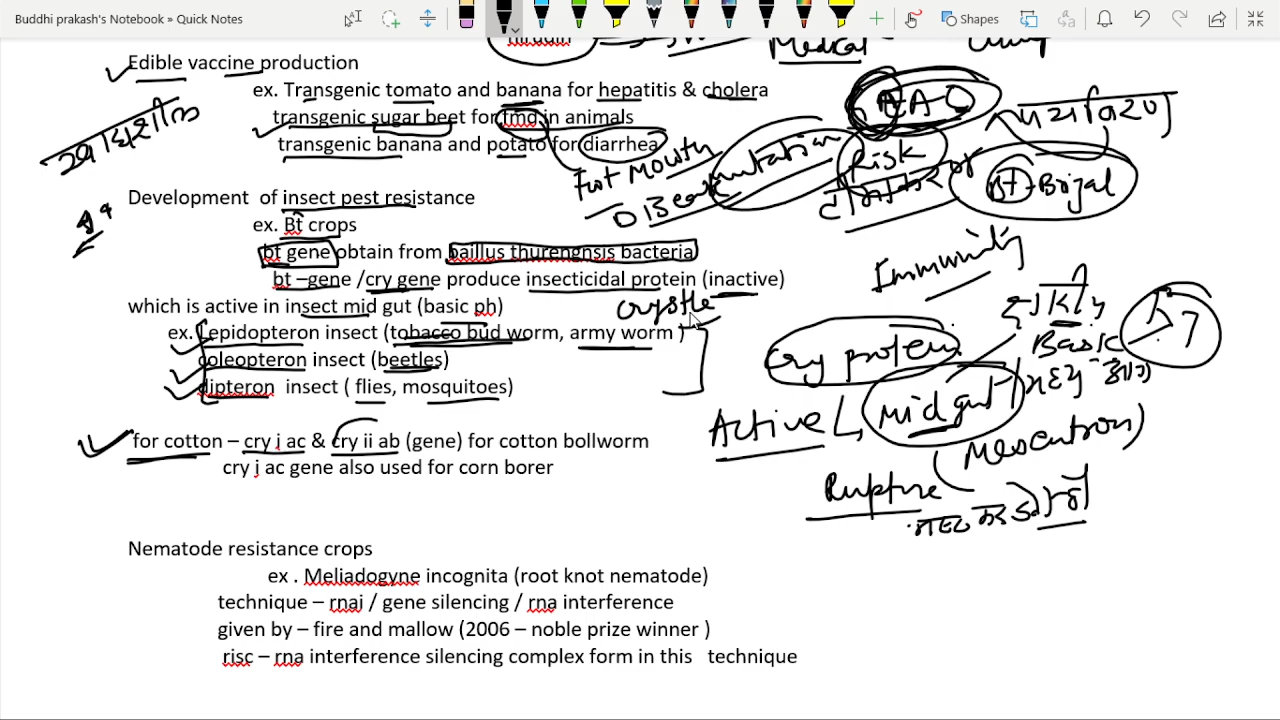 Buddhi prakash's Notebook » Quick Notes
Shapes
Medical
Edible vaccine production
ex. Transgenic tomato and banana for hepatitis & cholera
transgenic sugar beet for fmd in animals
transgenic banana and potato for diarrhea
Foot Mouth
mutation
Risk
Bt-Brijal
Development  of insect pest resistance
ex. Bt crops
bt gene obtain from baillus thurengnsis bacteria
bt –gene /cry gene produce insecticidal protein (inactive)
Immunity
which is active in insect mid gut (basic ph)
crystle
ex. Lepidopteron insect (tobacco bud worm, army worm )
coleopteron insect (beetles)
dipteron  insect ( flies, mosquitoes)
cry protein
Basic
>7
Active
Mid gut
for cotton – cry i ac & cry ii ab (gene) for cotton bollworm
cry i ac gene also used for corn borer
Rupture
Nematode resistance crops
ex . Meliadogyne incognita (root knot nematode)
technique – rnai / gene silencing / rna interference
given by – fire and mallow (2006 – noble prize winner )
risc – rna interference silencing complex form in this   technique